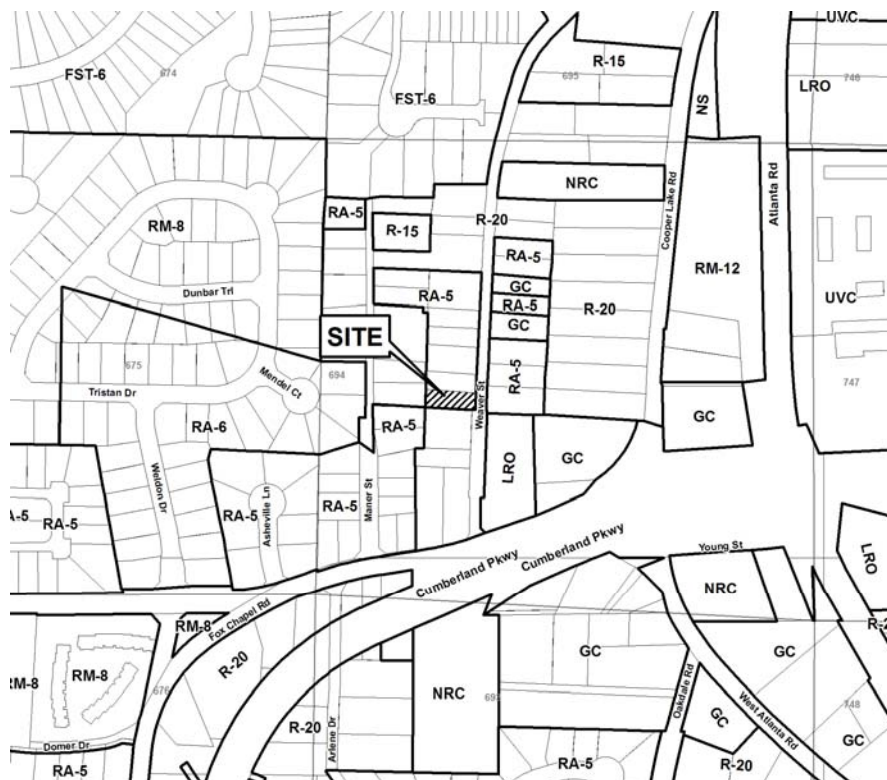 UVC
FST-6
674
R-15
695
746
FST-6
LRO
NS
Cooper Lake Rd
Atlanta Rd
NRC
RM-8
RA-5
R-15
R-20
RA-5
RM-12
Dunbar Trl
RA-5
GC
RA-5
GC
R-20
UVC
SITE
675
694
Mendel Ct
RA-5
747
Tristan Dr
Weaver St
RA-6
RA-5
GC
Weldon Dr
LRO
GC
RA-5
RA-5
RA-5
Asheville Ln
RA-5
Maner St
Cumberland Pkwy
Cumberland Pkwy
Young St
LRO
NRC
RM-8
Fox Chapel Rd
R-20
GC
GC
RM-8
RM-8
676
NRC
Oakdale Rd
West Atlanta Rd
748
R-20
Arlene Dr
GC
GC
Domer Dr
RA-5
RA-5
R-20